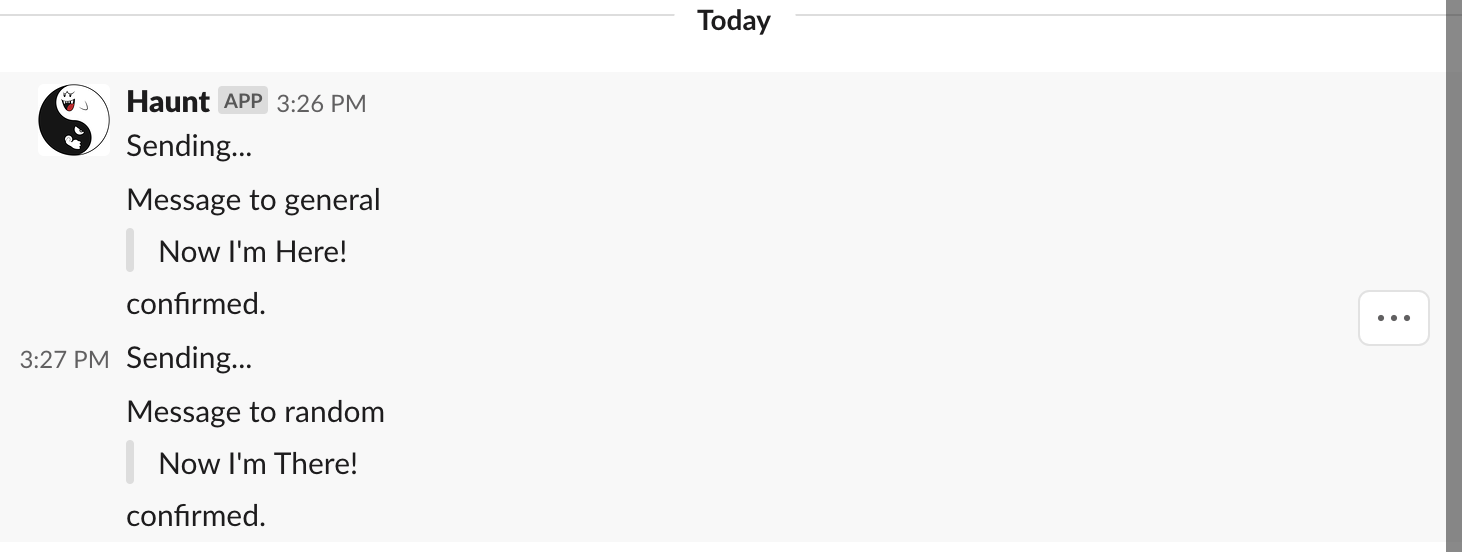 Today
Haunt APP 3:26 PM
Sending...
Message to general
Now I'm Here!
confirmed.
3:27 PM Sending...
Message to random
Now I'm There!
confirmed.